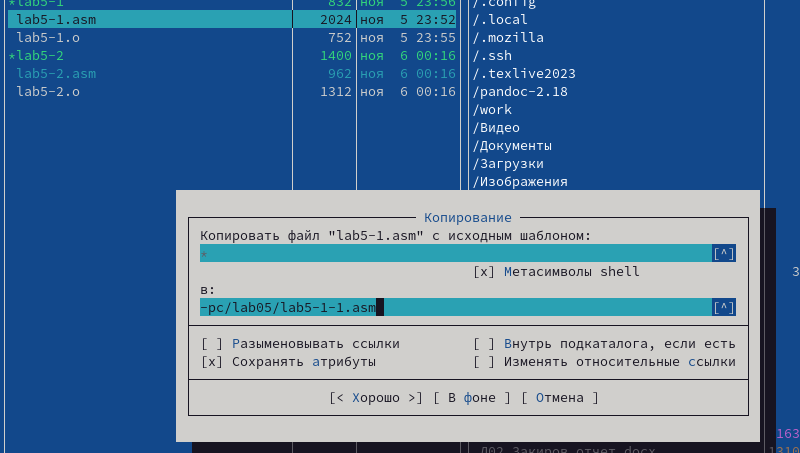 *lab5-1 832 ноя 5 23:56 /.config
lab5-1.asm 2024 ноя 5 23:52 /.local
lab5-1.o 752 ноя 5 23:55 /.mozilla
*lab5-2 1400 ноя 6 00:16 /.ssh
lab5-2.asm 962 ноя 6 00:16 /.texlive2023
lab5-2.o 1312 ноя 6 00:16 /pandoc-2.18
/work
/Видео
/Документы
/Загрузки
/Изображения
Копирование
Копировать файл "lab5-1.asm" с исходным шаблоном:
* [^]
[x] Метасимволы shell 3
в:
-pc/lab05/lab5-1-1.asm [^]
[ ] Разыменовывать ссылки [ ] Внутрь подкаталога, если есть
[x] Сохранять атрибуты [ ] Изменять относительные ссылки
[< Хорошо >] [ В фоне ] [ Отмена ]
163
Л02_Закиров_отчет.docx 1310